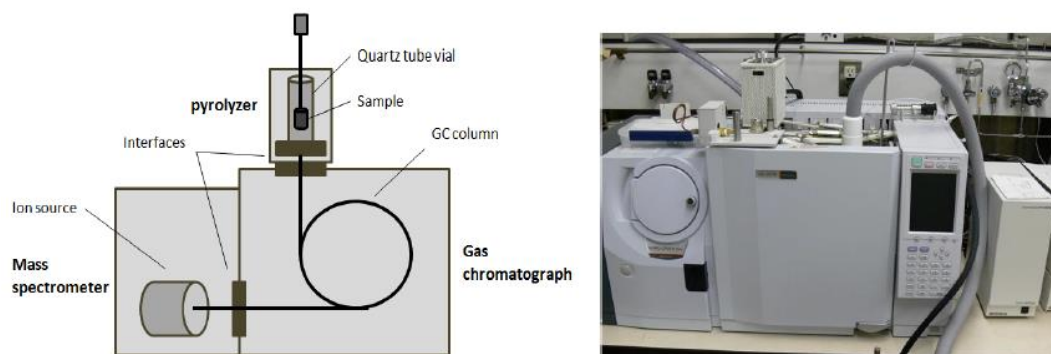 Quartz tube vial
pyrolyzer
Sample
Interfaces
GC column
Ion source
Mass
spectrometer
Gas
chromatograph